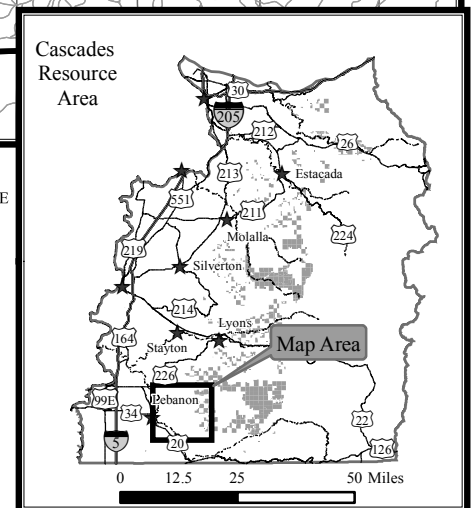 Cascades
Resource
Area
30
205
212
26
213
Estacada
551
211
Molalla
224
219
Silverton
214
164
Lyons
Stayton
Map Area
226
99E
Lebanon
34
22
20
5
126
0 12.5 25 50 Miles
E